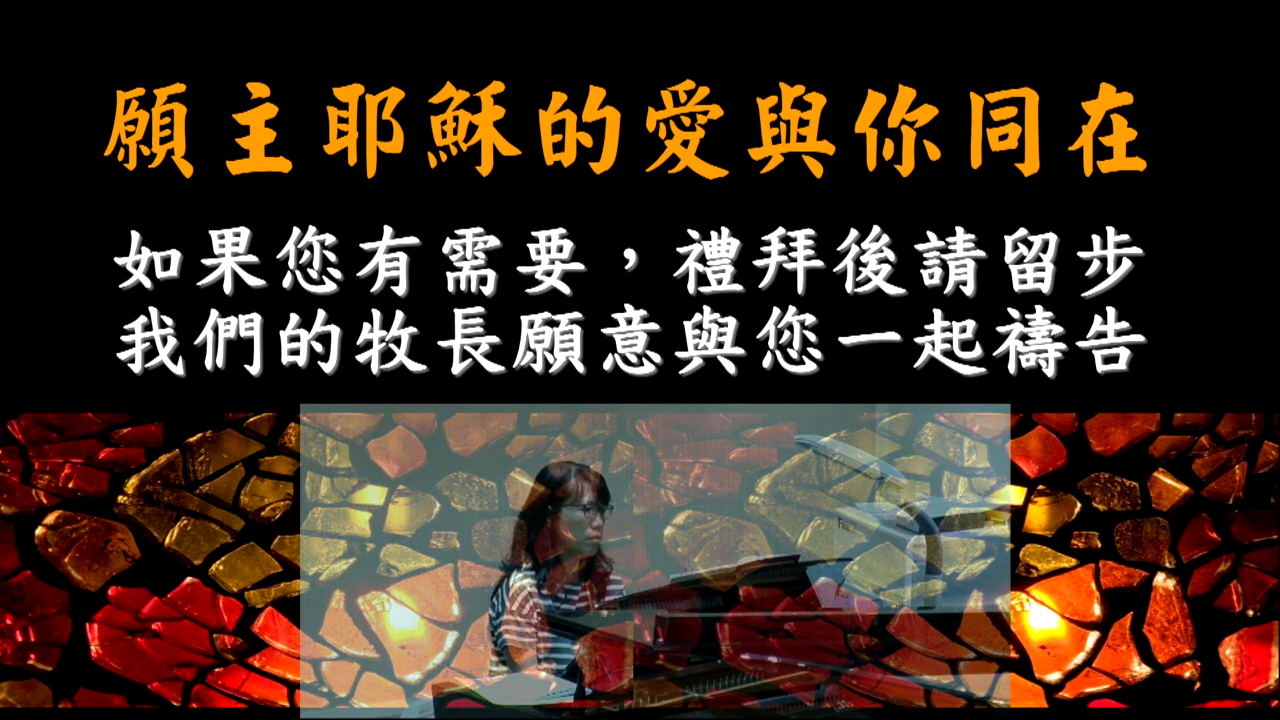 願主耶穌的愛與你同在
如果您有需要，禮拜後請留步
我們的牧長願意與您一起禱告